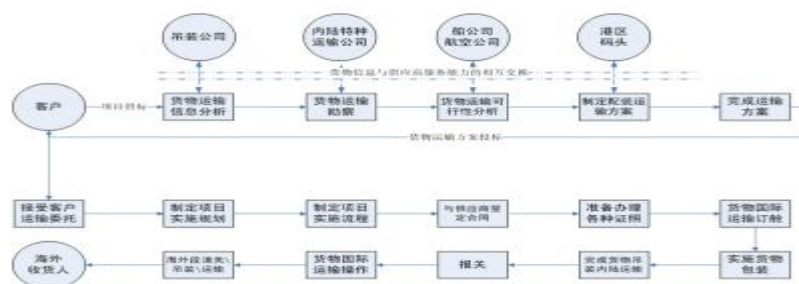 吊装公司
内陆特种
运输公司
船公司
航空公司
港区
码头
货物信息与供应商服务能力的相互交换
客户
项目招标
货物运输
信息分析
货物运输
勘察
货物运输可
行性分析
制定配装运
输方案
完成运输
方案
货物运输方案投标
接受客户
运输委托
制定项目
实施规划
制定项目
实施流程
与供应商签
定合同
准备办理
各种证照
货物国际
运输订舱
海外
收货人
海外段清关\
吊装\运输
货物国际
运输操作
报关
完成货物吊
装内陆运输
实施货物
包装